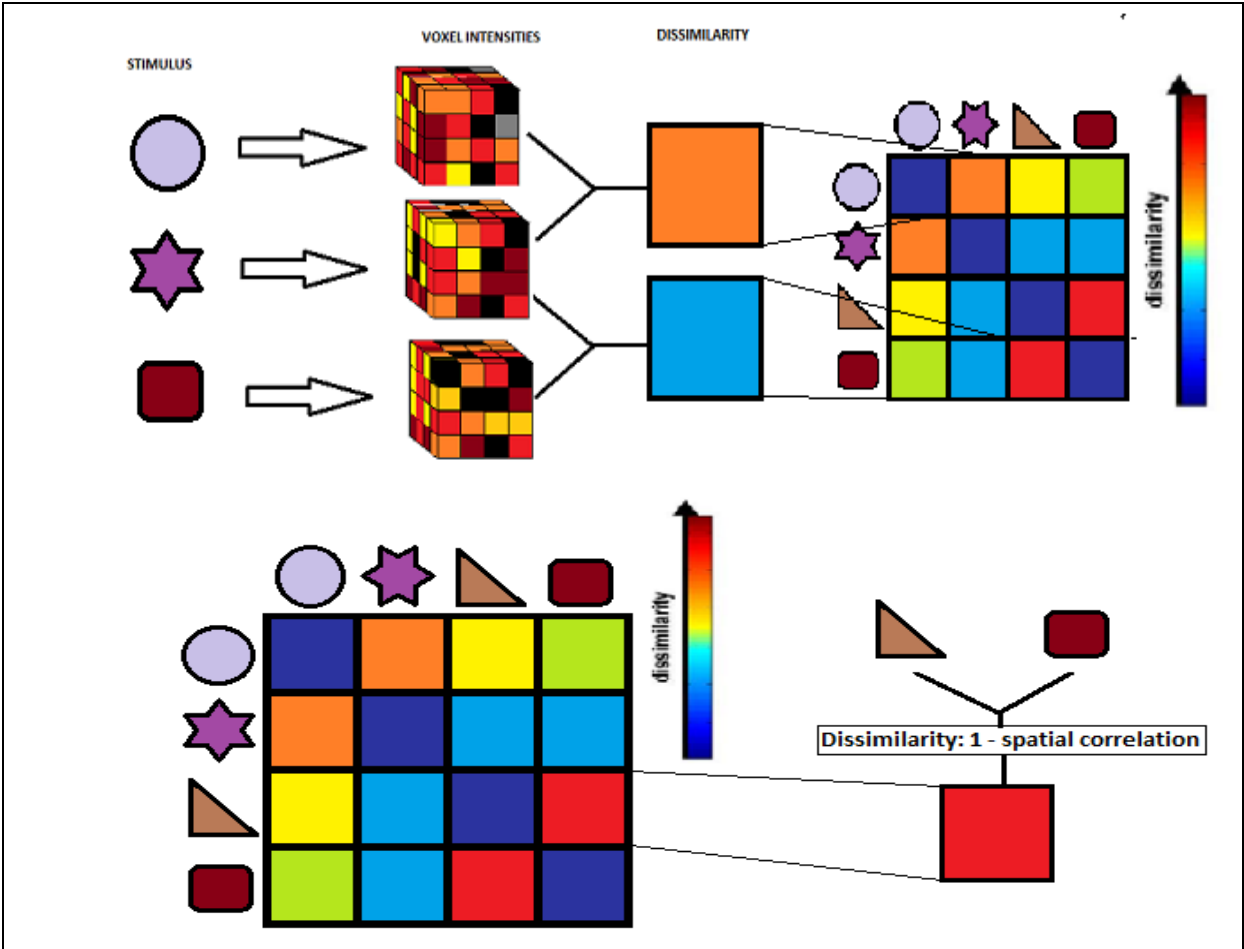 VOXEL INTENSITIES
DISSIMILARITY
STIMULUS
dissimilarity
dissimilarity
Dissimilarity: 1 - spatial correlation